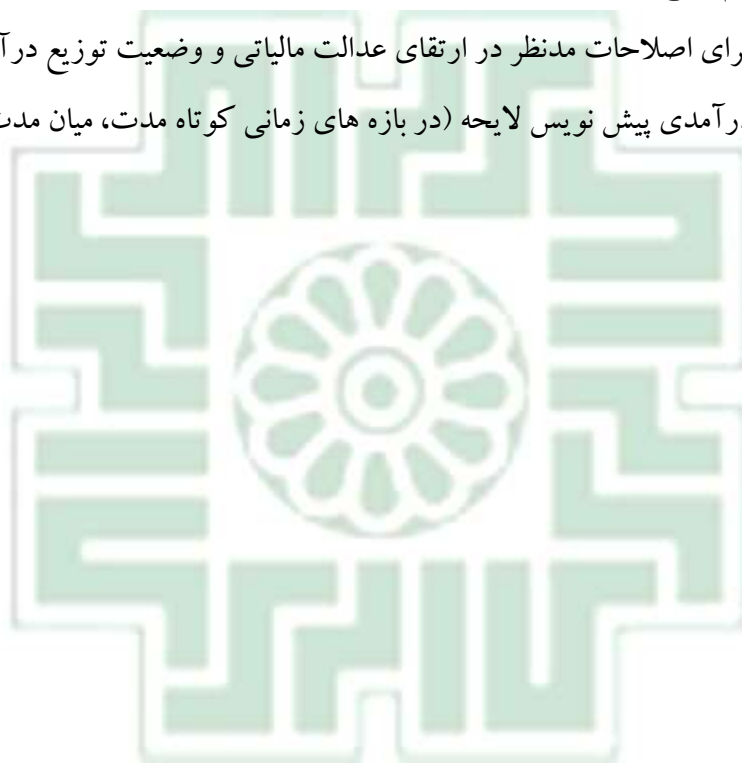 رای اصلاحات مدنظر در ارتقای عدالت مالیاتی و وضعیت توزیع
درآمدی پیش نویس لایحه (در بازه های زمانی کوتاه مدت، میان مدت